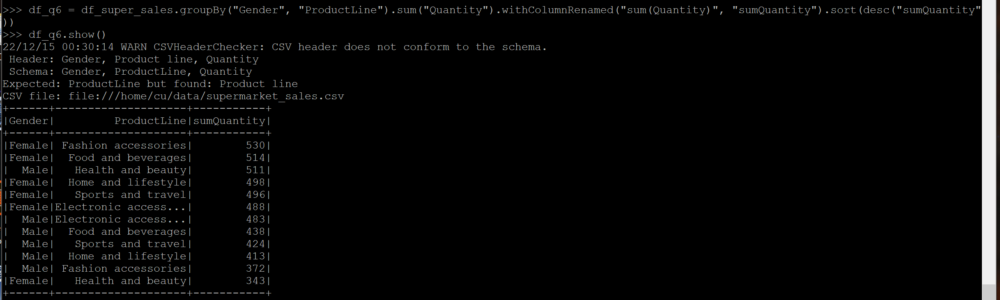 >>> df_q6 = df_super_sales.groupBy("Gender", "ProductLine").sum("Quantity").withColumnRenamed("sum(Quantity)", "sumQuantity").sort(desc("sumQuantity"
))
>>> df_q6.show()
22/12/15 00:30:14 WARN CSVHeaderChecker: CSV header does not conform to the schema.
 Header: Gender, Product line, Quantity
 Schema: Gender, ProductLine, Quantity
Expected: ProductLine but found: Product line
CSV file: file:///home/cu/data/supermarket_sales.csv
+------+--------------------+-----------+
|Gender|         ProductLine|sumQuantity|
+------+--------------------+-----------+
|Female| Fashion accessories|        530|
|Female|  Food and beverages|        514|
|  Male|   Health and beauty|        511|
|Female|  Home and lifestyle|        498|
|Female|   Sports and travel|        496|
|Female|Electronic access...|        488|
|  Male|Electronic access...|        483|
|  Male|  Food and beverages|        438|
|  Male|   Sports and travel|        424|
|  Male|  Home and lifestyle|        413|
|  Male| Fashion accessories|        372|
|Female|   Health and beauty|        343|
+------+--------------------+-----------+